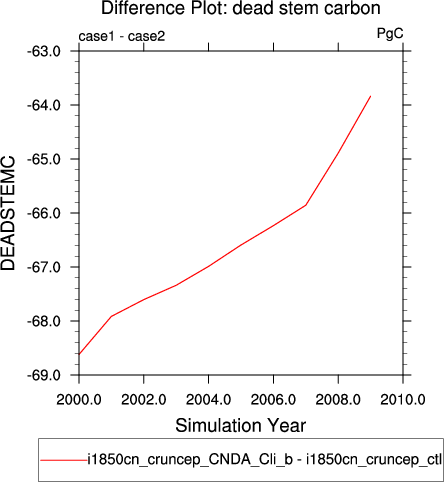 Difference Plot: dead stem carbon
case1 - case2
PgC
-63.0
-64.0
-65.0
-66.0
-67.0
-68.0
-69.0
DEADSTEMC
2000.0 2002.0 2004.0 2006.0 2008.0 2010.0
Simulation Year
i1850cn_cruncep_CNDA_Cli_b - i1850cn_cruncep_ctl